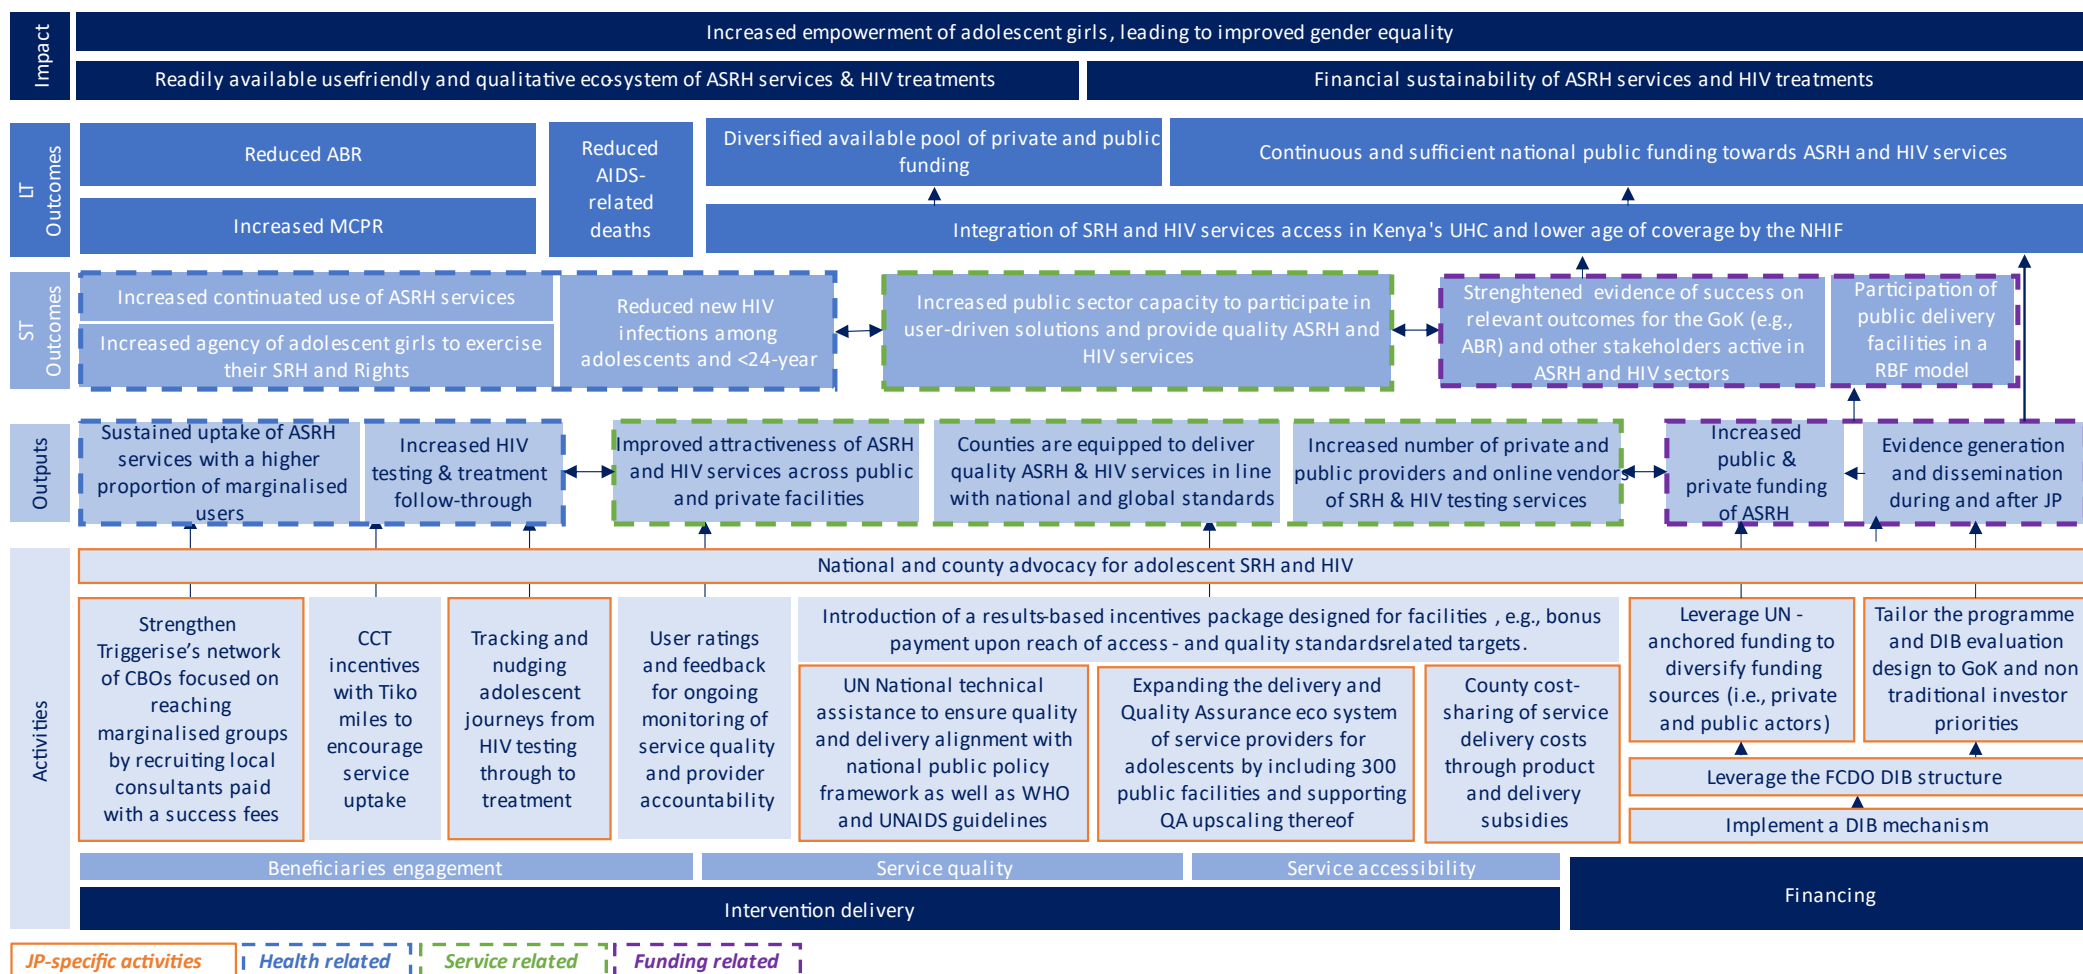 Impact
Increased empowerment of adolescent girls, leading to improved gender equality
Readily available userfriendly and qualitative eco-system of ASRH services & HIV treatments
Financial sustainability of ASRH services and HIV treatments
LT
Outcomes
Reduced ABR
Increased MCPR
Reduced
AIDS-
related
deaths
Diversified available pool of private and public
funding
Continuous and sufficient national public funding towards ASRH and HIV services
Integration of SRH and HIV services access in Kenya's UHC and lower age of coverage by the NHIF
ST
Outcomes
Increased continuated use of ASRH services
Increased agency of adolescent girls to exercise
their SRH and Rights
Reduced new HIV
infections among
adolescents and <24-year
Increased public sector capacity to participate in
user-driven solutions and provide quality ASRH and
HIV services
Strenghtened evidence of success on
relevant outcomes for the GoK (e.g.,
ABR) and other stakeholders active in
ASRH and HIV sectors
Participation of
public delivery
facilities in a
RBF model
Outputs
Sustained uptake of ASRH
services with a higher
proportion of marginalised
users
Increased HIV
testing & treatment
follow-through
Improved attractiveness of ASRH
and HIV services across public
and private facilities
Counties are equipped to deliver
quality ASRH & HIV services in line
with national and global standards
Increased number of private and
public providers and online vendors
of SRH & HIV testing services
Increased
public &
private funding
of ASRH
Evidence generation
and dissemination
during and after JP
Activities
National and county advocacy for adolescent SRH and HIV
Strengthen
Triggerise's network
of CBOs focused on
reaching
marginalised groups
by recruiting local
consultants paid
with a success fees
CCT
incentives
with Tiko
miles to
encourage
service
uptake
Tracking and
nudging
adolescent
journeys from
HIV testing
through to
treatment
User ratings
and feedback
for ongoing
monitoring of
service quality
and provider
accountability
Introduction of a results-based incentives package designed for facilities , e.g., bonus
payment upon reach of access - and quality standardsrelated targets.
UN National technical
assistance to ensure quality
and delivery alignment with
national public policy
framework as well as WHO
and UNAIDS guidelines
Expanding the delivery and
Quality Assurance eco system
of service providers for
adolescents by including 300
public facilities and supporting
QA upscaling thereof
County cost-
sharing of service
delivery costs
through product
and delivery
subsidies
Leverage UN -
anchored funding to
diversify funding
sources (i.e., private
and public actors)
Tailor the programme
and DIB evaluation
design to GoK and non
traditional investor
priorities
Leverage the FCDO DIB structure
Implement a DIB mechanism
Beneficiaries engagement
Service quality
Service accessibility
Intervention delivery
Financing
JP-specific activities
Health related
Service related
Funding related